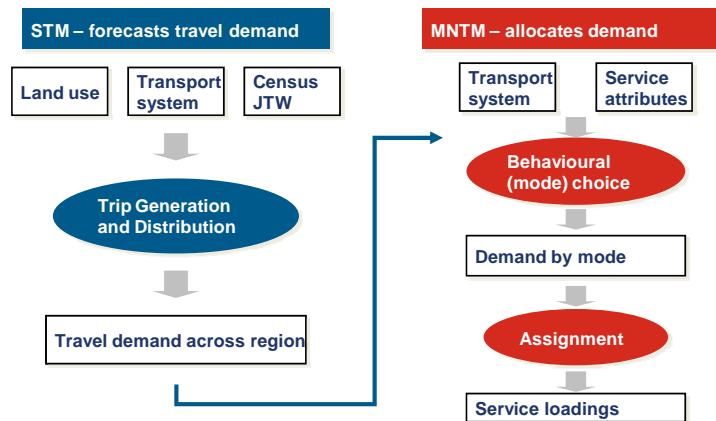 STM – forecasts travel demand
Land use
Transport
system
Census
JTW
Trip Generation
and Distribution
Travel demand across region
MNTM – allocates demand
Transport
system
Service
attributes
Behavioural
(mode) choice
Demand by mode
Assignment
Service loadings